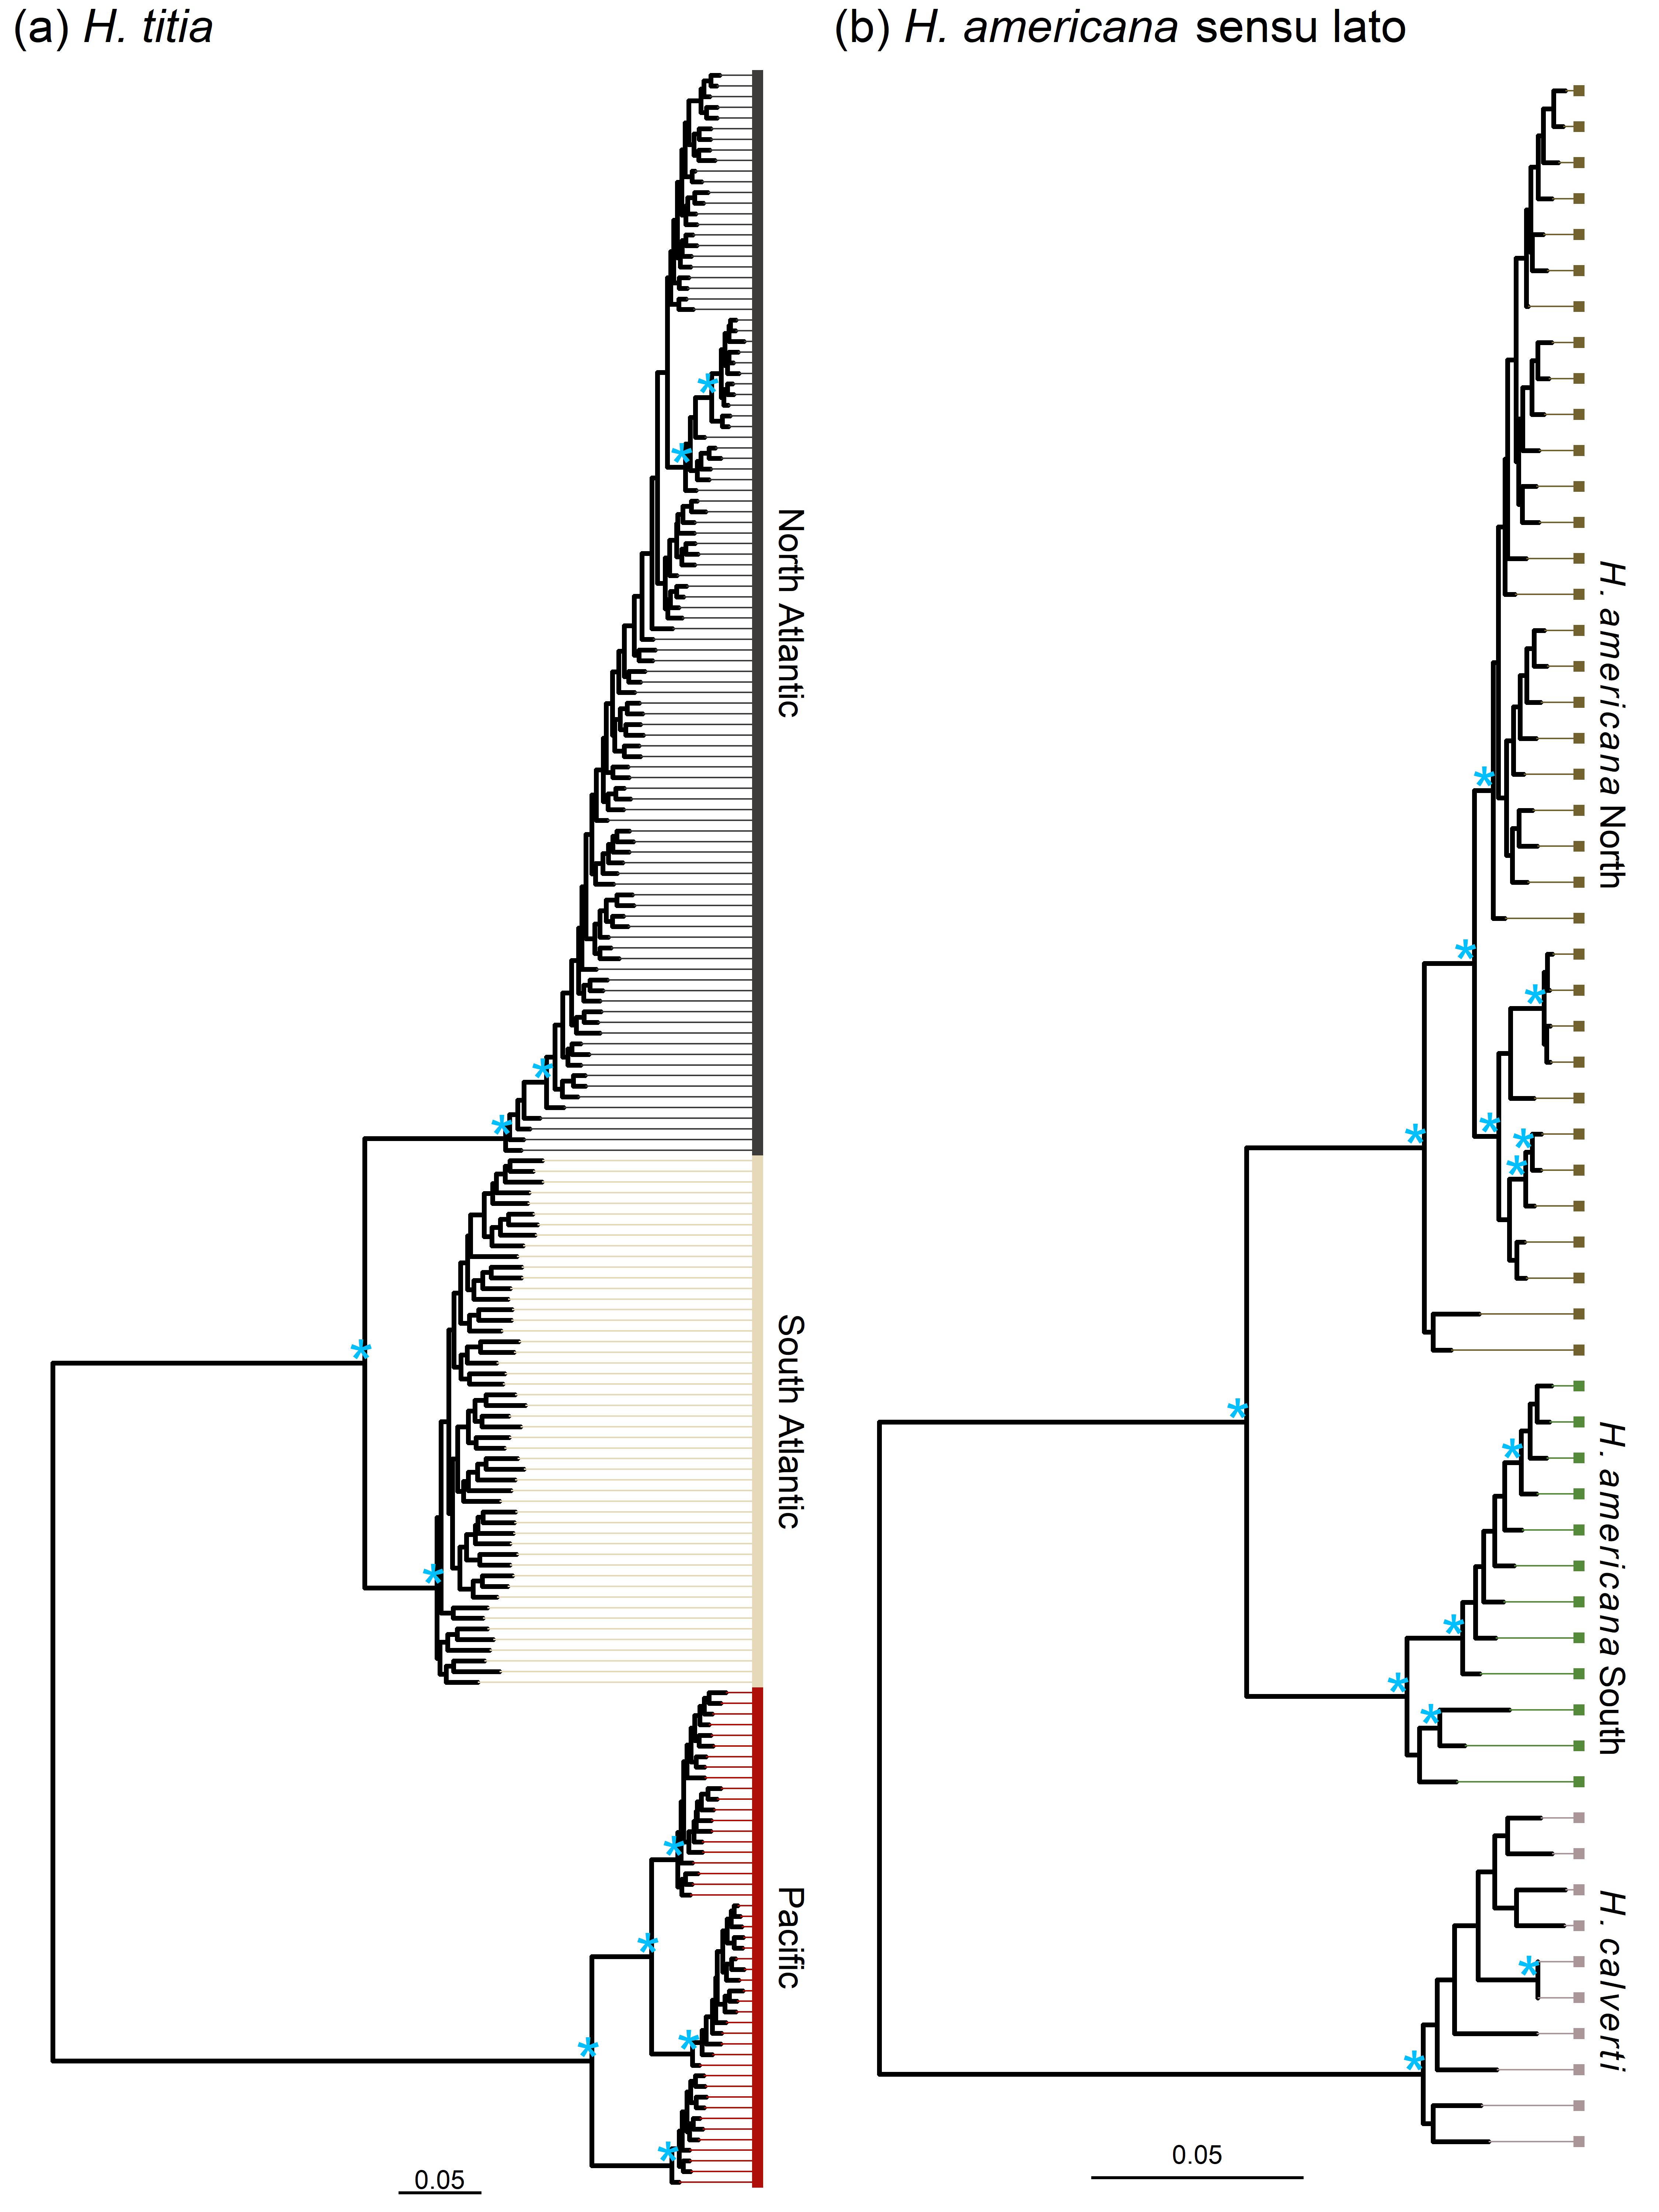 (a) H. titia
(b) H. americana sensu lato
North Atlantic
South Atlantic
Pacific
0.05
H. americana North
H. americana South
H. calverti
0.05